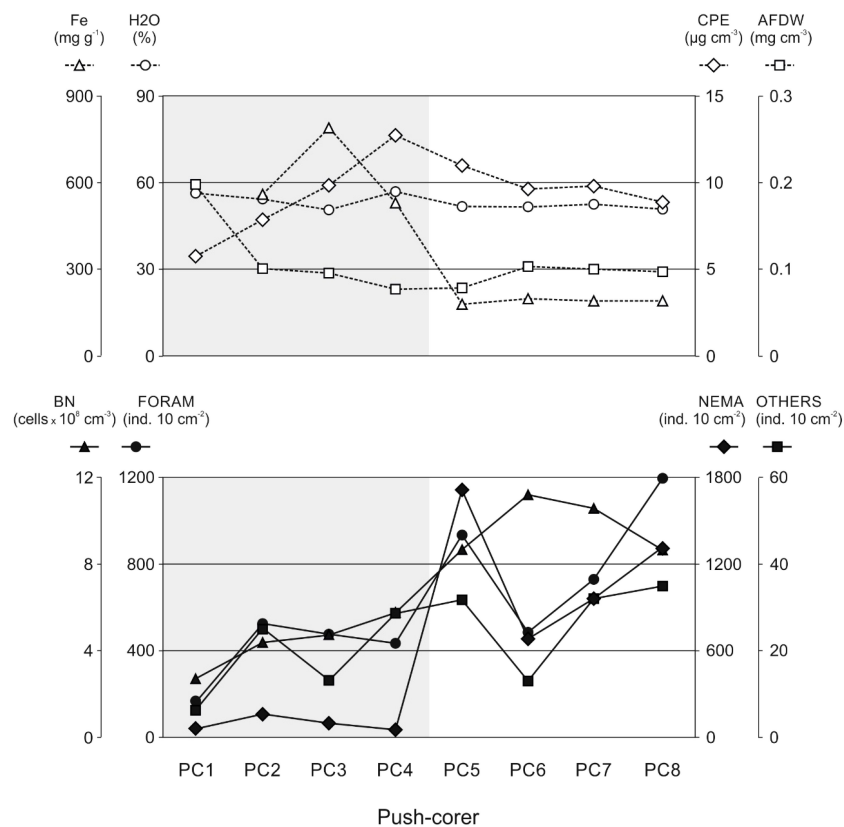 Fe H2O CPE AFDW
(mg g⁻¹) (%) (µg cm⁻³) (mg cm⁻³)
900 90 15 0.3
600 60 10 0.2
300 30 5 0.1
0 0 0 0
BN FORAM NEMA OTHERS
(cells x 10⁸ cm⁻³) (ind. 10 cm⁻²) (ind. 10 cm⁻²) (ind. 10 cm⁻²)
12 1200 1800 60
8 800 1200 40
4 400 600 20
0 0 0 0
PC1 PC2 PC3 PC4 PC5 PC6 PC7 PC8
Push-corer